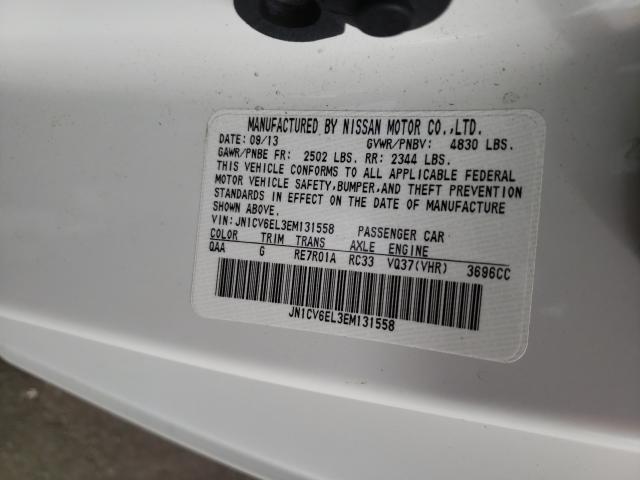 MANUFACTURED BY NISSAN MOTOR CO.,LTD.
DATE: 09/13 GVWR/PNBV: 4830 LBS.
GAWR/PNBE FR: 2502 LBS. RR: 2344 LBS.
THIS VEHICLE CONFORMS TO ALL APPLICABLE FEDERAL
MOTOR VEHICLE SAFETY,BUMPER,AND THEFT PREVENTION
STANDARDS IN EFFECT ON THE DATE OF MANUFACTURE
SHOWN ABOVE.
VIN: JN1CV6EL3EM131558 PASSENGER CAR
COLOR TRIM TRANS AXLE ENGINE
QAA G RE7R01A RC33 VQ37(VHR) 3696CC
JN1CV6EL3EM131558